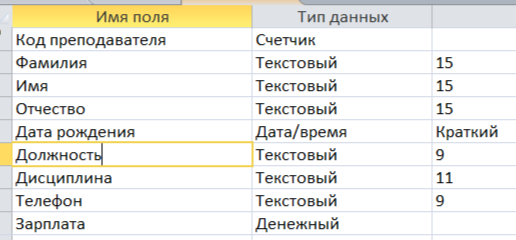 Имя поля Тип данных
Код преподавателя Счетчик
Фамилия Текстовый 15
Имя Текстовый 15
Отчество Текстовый 15
Дата рождения Дата/время Краткий
Должность Текстовый 9
Дисциплина Текстовый 11
Телефон Текстовый 9
Зарплата Денежный